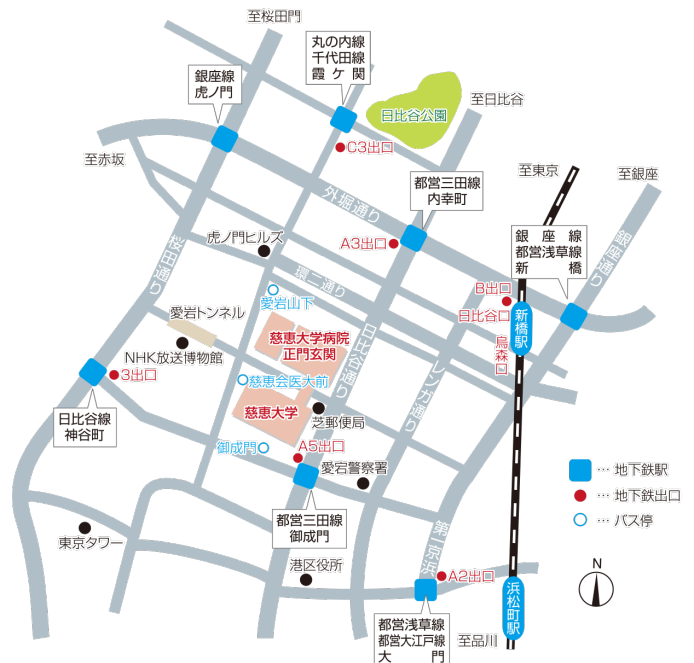 至桜田門
丸の内線
千代田線
霞ケ関
銀座線
虎ノ門
日比谷公園
至日比谷
C3出口
至赤坂
至東京
至銀座
外堀通り
都営三田線
内幸町
桜田通り
虎ノ門ヒルズ
A3出口
銀座線
都営浅草線
新橋
銀座通り
環二通り
B出口
愛宕山下
日比谷口
愛宕トンネル
新橋駅
慈恵大学病院
正門玄関
日比谷通り
烏森口
NHK放送博物館
レンガ通り
3出口
慈恵会医大前
慈恵大学
芝郵便局
日比谷線
神谷町
御成門
A5出口
愛宕警察署
… 地下鉄駅
… 地下鉄出口
… バス停
都営三田線
御成門
第一京浜
東京タワー
港区役所
N
A2出口
浜松町駅
都営浅草線
都営大江戸線
大門
至品川